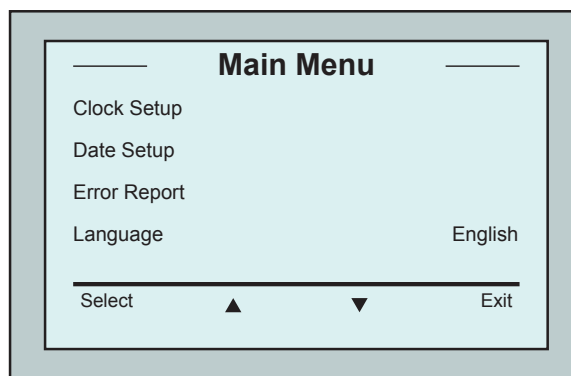 Main Menu
Clock Setup
Date Setup
Error Report
Language English
Select ▲ ▼ Exit